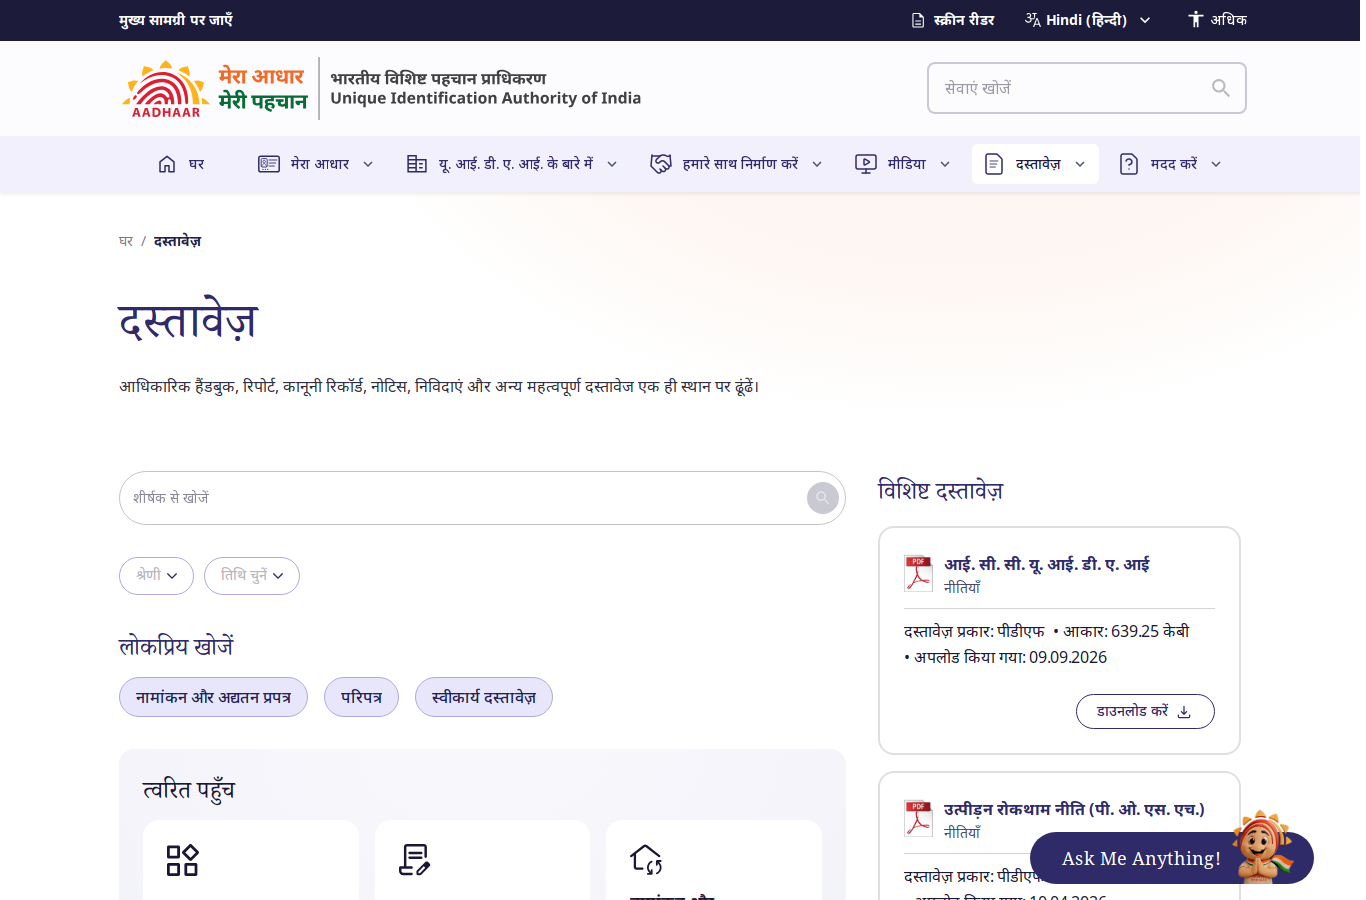 मुख्य सामग्री पर जाएँ
स्क्रीन रीडर
Hindi (हिन्दी)
अधिक
AADHAAR
मेरा आधार
मेरी पहचान
भारतीय विशिष्ट पहचान प्राधिकरण
Unique Identification Authority of India
सेवाएं खोजें
घर
मेरा आधार
यू. आई. डी. ए. आई. के बारे में
हमारे साथ निर्माण करें
मीडिया
दस्तावेज़
मदद करें
घर / दस्तावेज़
दस्तावेज़
आधिकारिक हैंडबुक, रिपोर्ट, कानूनी रिकॉर्ड, नोटिस, निविदाएं और अन्य महत्वपूर्ण दस्तावेज एक ही स्थान पर ढूंढें।
शीर्षक से खोजें
श्रेणी
तिथि चुनें
लोकप्रिय खोजें
नामांकन और अद्यतन प्रपत्र
परिपत्र
स्वीकार्य दस्तावेज़
त्वरित पहुँच
विशिष्ट दस्तावेज़
PDF
आई. सी. सी. यू. आई. डी. ए. आई
नीतियाँ
दस्तावेज़ प्रकार: पीडीएफ • आकार: 639.25 केबी
• अपलोड किया गया: 09.09.2026
डाउनलोड करें
PDF
उत्पीड़न रोकथाम नीति (पी. ओ. एस. एच.)
नीतियाँ
दस्तावेज़ प्रकार: पीडीएफ
Ask Me Anything!